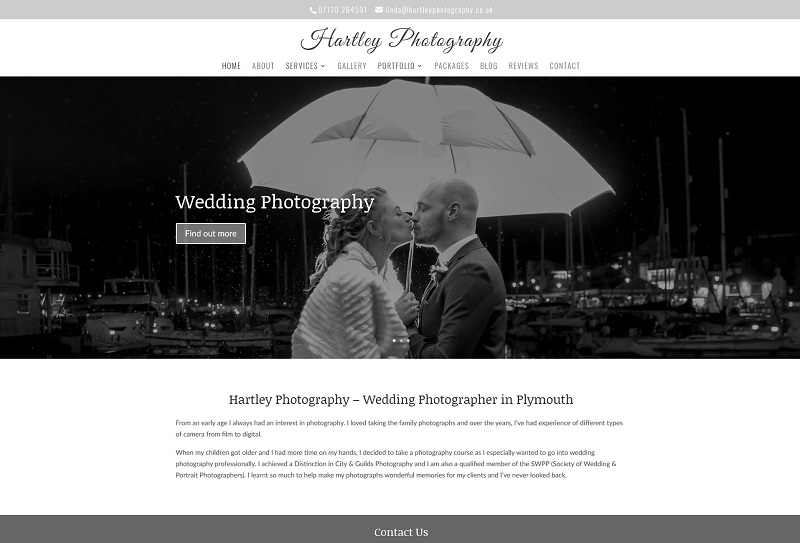 07710 264501 linda@hartleyphotography.co.uk
Hartley Photography
HOME ABOUT SERVICES GALLERY PORTFOLIO PACKAGES BLOG REVIEWS CONTACT
Wedding Photography
Find out more
Hartley Photography – Wedding Photographer in Plymouth
From an early age I always had an interest in photography. I loved taking the family photographs and over the years, I've had experience of different types
of camera from film to digital.
When my children got older and I had more time on my hands, I decided to take a photography course as I especially wanted to go into wedding
photography professionally. I achieved a Distinction in City & Guilds Photography and I am also a qualified member of the SWPP (Society of Wedding &
Portrait Photographers). I learnt so much to help make my photographs wonderful memories for my clients and I've never looked back.
Contact Us